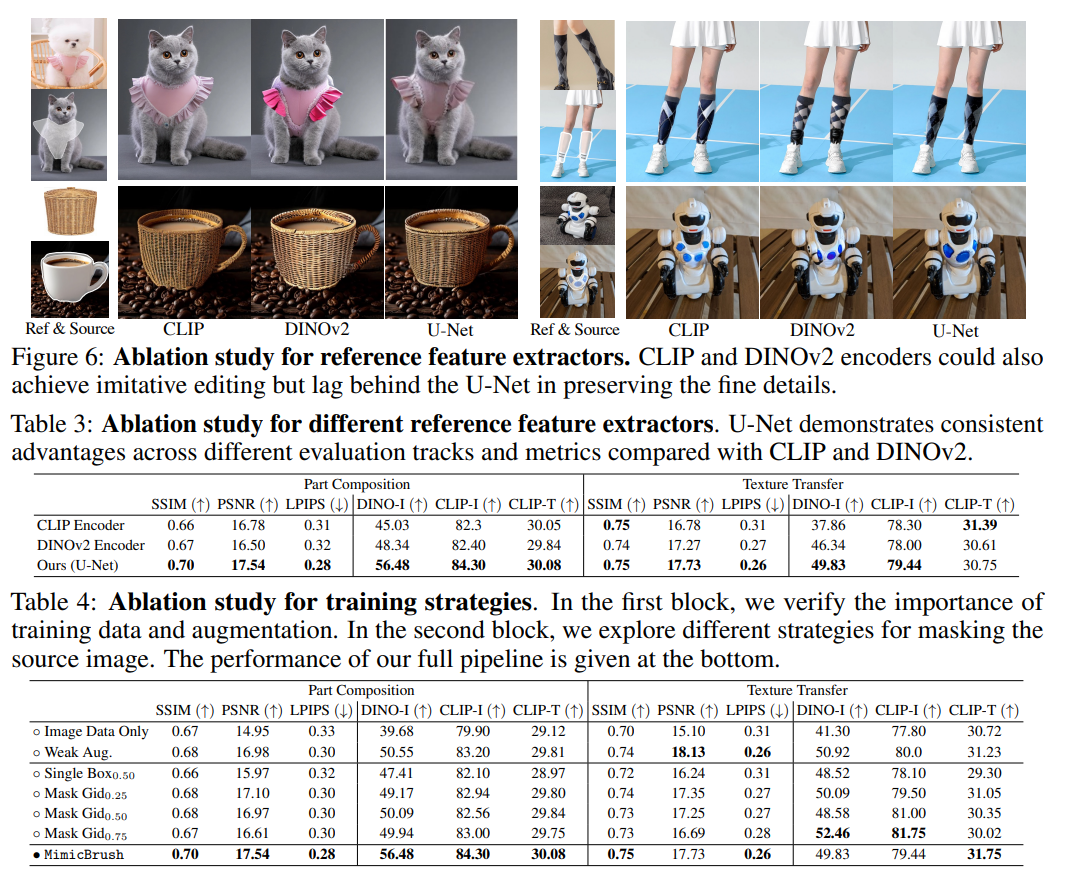 Ref & Source CLIP DINOv2 U-Net Ref & Source CLIP DINOv2 U-Net
Figure 6: Ablation study for reference feature extractors. CLIP and DINOv2 encoders could also
achieve imitative editing but lag behind the U-Net in preserving the fine details.
Table 3: Ablation study for different reference feature extractors. U-Net demonstrates consistent
advantages across different evaluation tracks and metrics compared with CLIP and DINOv2.
Part Composition Texture Transfer
SSIM (↑) PSNR (↑) LPIPS (↓) DINO-I (↑) CLIP-I (↑) CLIP-T (↑) SSIM (↑) PSNR (↑) LPIPS (↓) DINO-I (↑) CLIP-I (↑) CLIP-T (↑)
CLIP Encoder 0.66 16.78 0.31 45.03 82.3 30.05 0.75 16.78 0.31 37.86 78.30 31.39
DINOv2 Encoder 0.67 16.50 0.32 48.34 82.40 29.84 0.74 17.27 0.27 46.34 78.00 30.61
Ours (U-Net) 0.70 17.54 0.28 56.48 84.30 30.08 0.75 17.73 0.26 49.83 79.44 30.75
Table 4: Ablation study for training strategies. In the first block, we verify the importance of
training data and augmentation. In the second block, we explore different strategies for masking the
source image. The performance of our full pipeline is given at the bottom.
Part Composition Texture Transfer
SSIM (↑) PSNR (↑) LPIPS (↓) DINO-I (↑) CLIP-I (↑) CLIP-T (↑) SSIM (↑) PSNR (↑) LPIPS (↓) DINO-I (↑) CLIP-I (↑) CLIP-T (↑)
○ Image Data Only 0.67 14.95 0.33 39.68 79.90 29.12 0.70 15.10 0.31 41.30 77.80 30.72
○ Weak Aug. 0.68 16.98 0.30 50.55 83.20 29.81 0.74 18.13 0.26 50.92 80.0 31.23
○ Single Box0.50 0.66 15.97 0.32 47.41 82.10 28.97 0.72 16.24 0.31 48.52 78.10 29.30
○ Mask Gid0.25 0.68 17.10 0.30 49.17 82.94 29.80 0.74 17.35 0.27 50.09 79.50 31.05
○ Mask Gid0.50 0.68 16.97 0.30 50.09 82.56 29.84 0.73 17.25 0.27 48.58 81.00 30.35
○ Mask Gid0.75 0.67 16.61 0.30 49.94 83.00 29.75 0.73 16.69 0.28 52.46 81.75 30.02
● MimicBrush 0.70 17.54 0.28 56.48 84.30 30.08 0.75 17.73 0.26 49.83 79.44 31.75